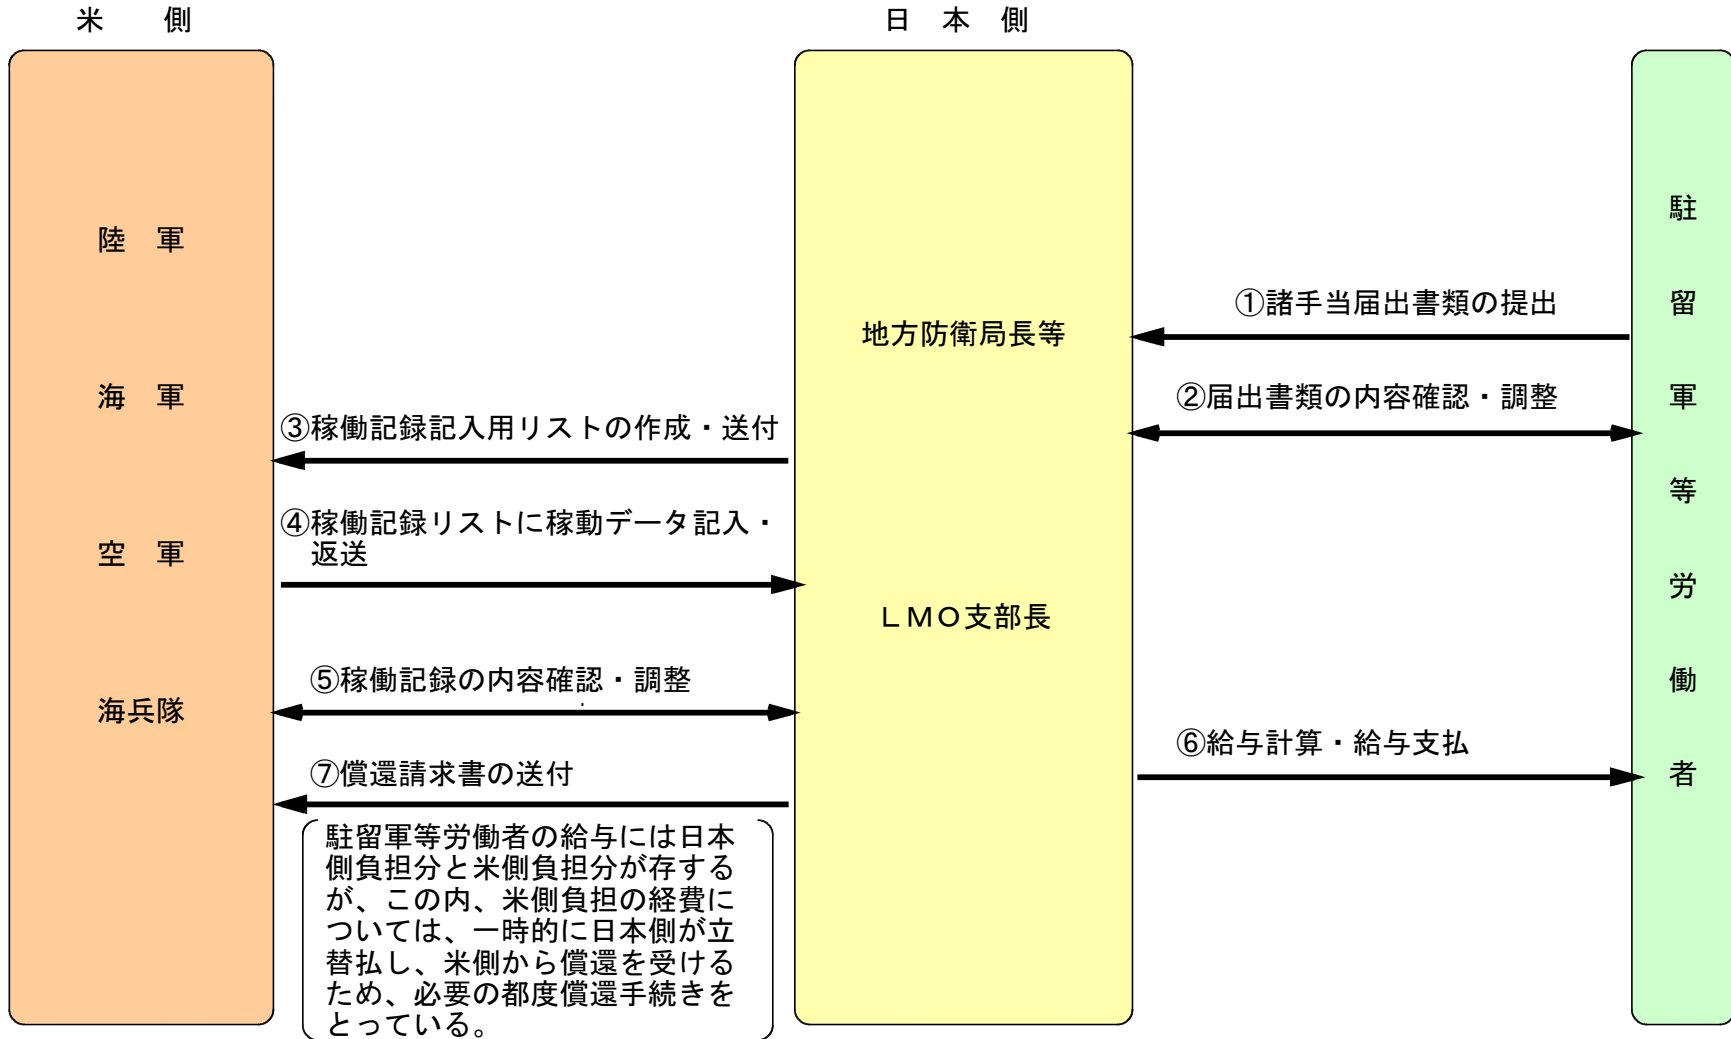 米　側
日　本　側
陸　軍
海　軍
空　軍
海兵隊
③稼働記録記入用リストの作成・送付
④稼働記録リストに稼動データ記入・
返送
⑤稼働記録の内容確認・調整
⑦償還請求書の送付
駐留軍等労働者の給与には日本
側負担分と米側負担分が存する
が、この内、米側負担の経費に
ついては、一時的に日本側が立
替払し、米側から償還を受ける
ため、必要の都度償還手続きを
とっている。
地方防衛局長等
ＬＭＯ支部長
①諸手当届出書類の提出
②届出書類の内容確認・調整
⑥給与計算・給与支払
駐留軍等労働者